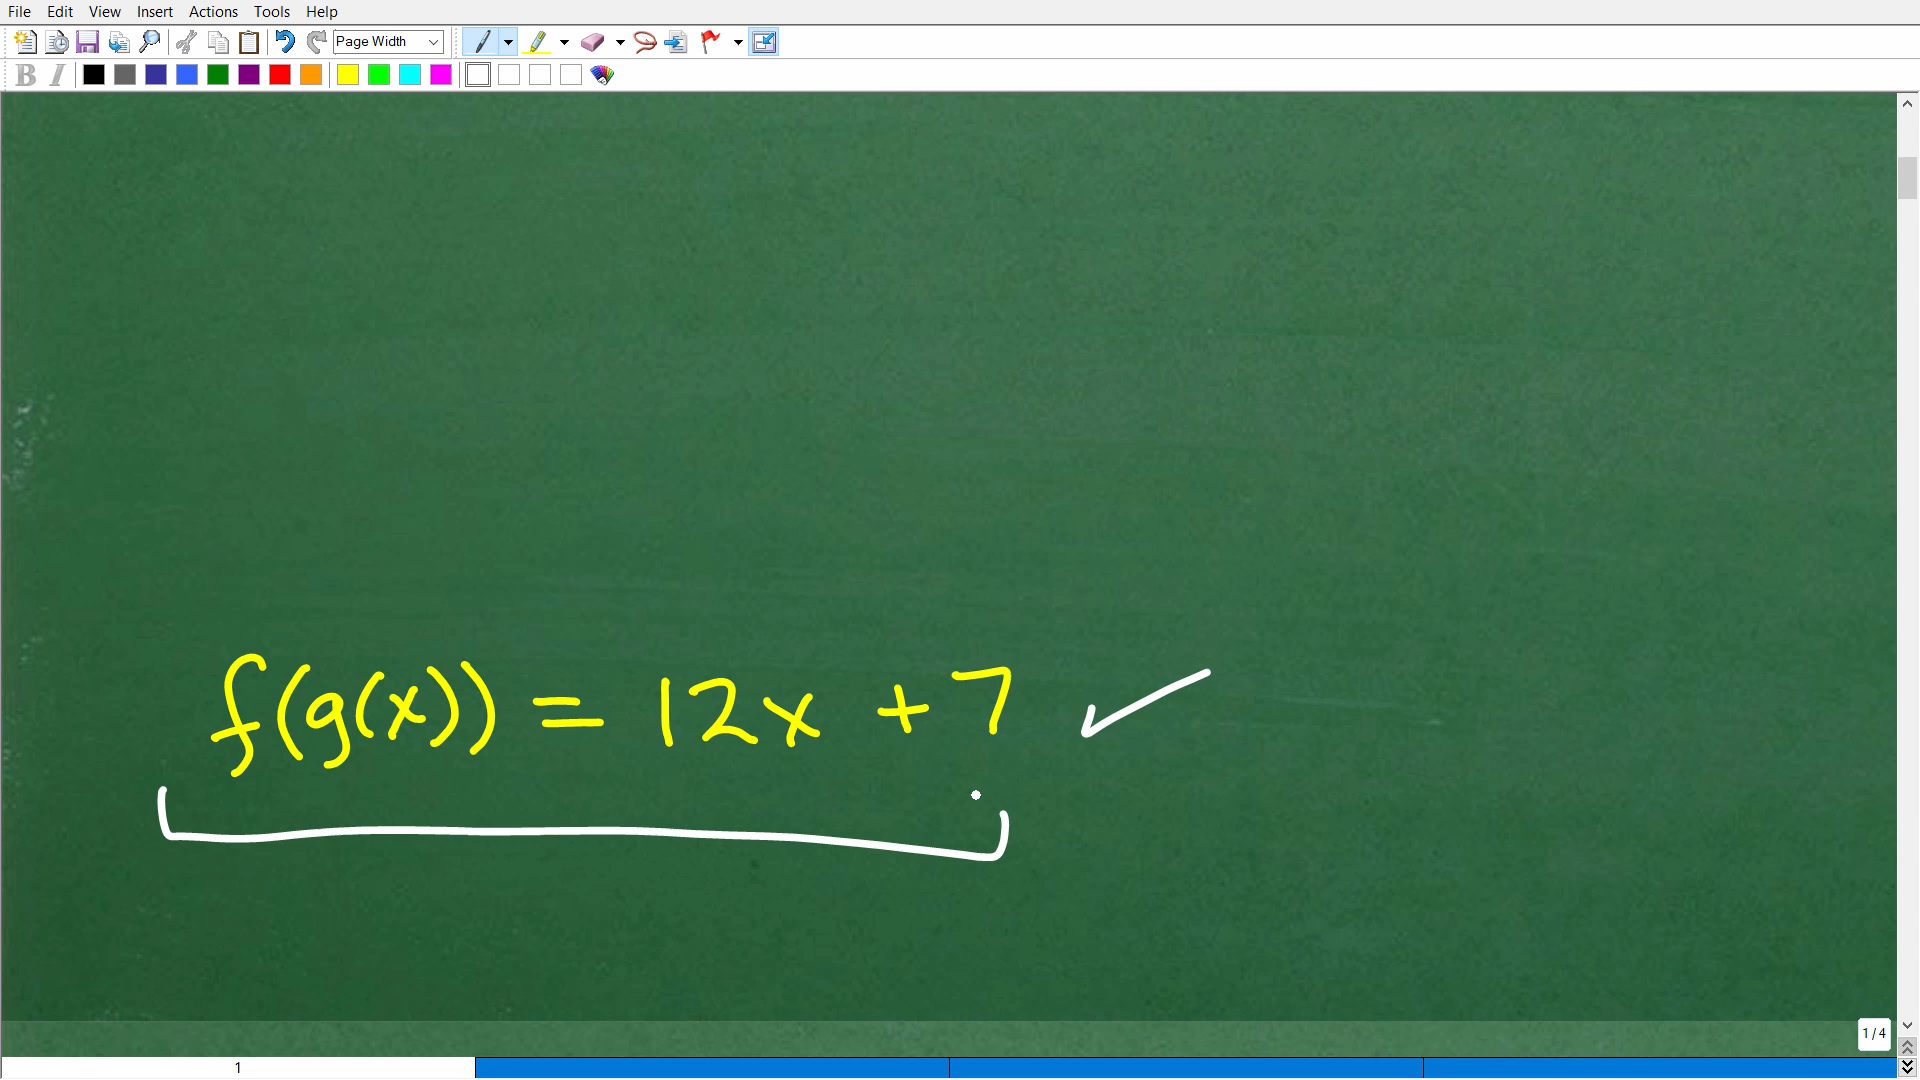 File Edit View Insert Actions Tools Help
Page Width
B I
f(g(x)) = 12x + 7
1 / 4
1